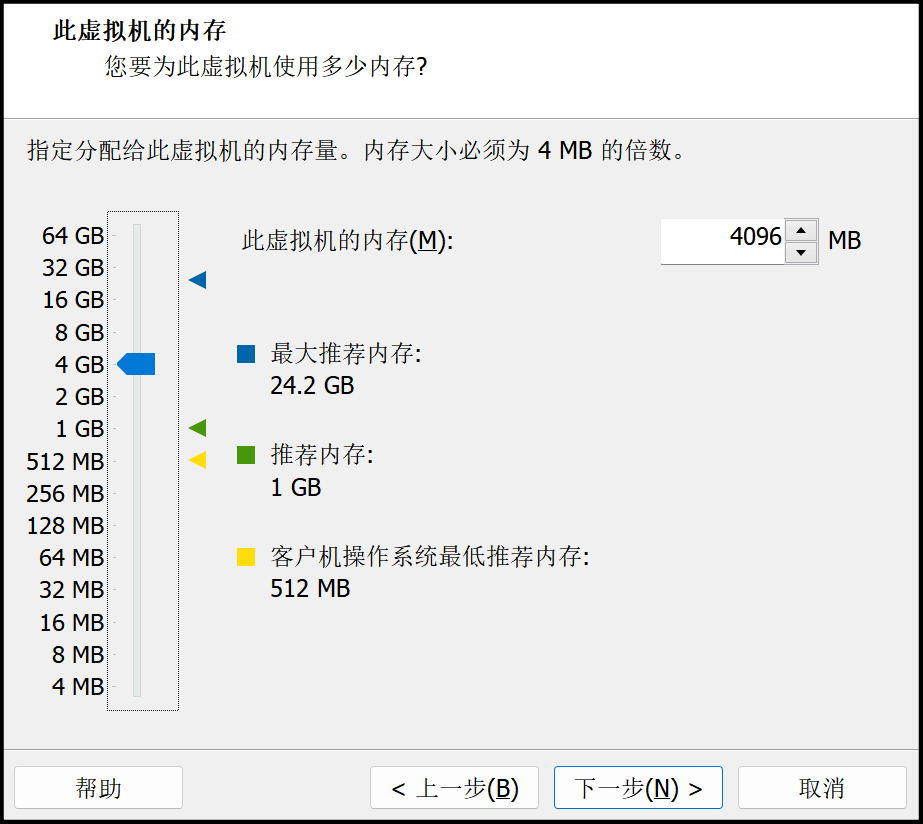 此虚拟机的内存
您要为此虚拟机使用多少内存?
指定分配给此虚拟机的内存量。内存大小必须为 4 MB 的倍数。
64 GB
32 GB
16 GB
8 GB
4 GB
2 GB
1 GB
512 MB
256 MB
128 MB
64 MB
32 MB
16 MB
8 MB
4 MB
此虚拟机的内存(M): 4096 MB
最大推荐内存:
24.2 GB
推荐内存:
1 GB
客户机操作系统最低推荐内存:
512 MB
帮助 < 上一步(B) 下一步(N) > 取消